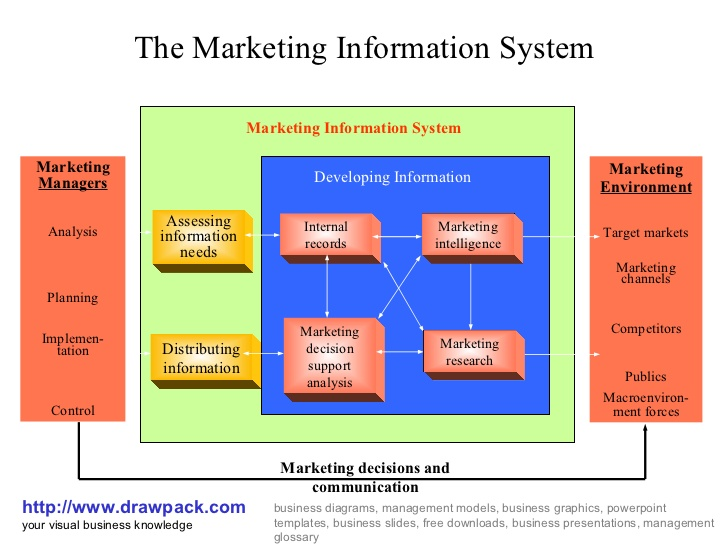 The Marketing Information System
Marketing Information System
Marketing
Managers
Analysis
Planning
Implemen-
tation
Control
Developing Information
Assessing
information
needs
Distributing
information
Internal
records
Marketing
intelligence
Marketing
decision
support
analysis
Marketing
research
Marketing
Environment
Target markets
Marketing
channels
Competitors
Publics
Macroenviron-
ment forces
Marketing decisions and
communication
http://www.drawpack.com
your visual business knowledge
business diagrams, management models, business graphics, powerpoint
templates, business slides, free downloads, business presentations, management
glossary